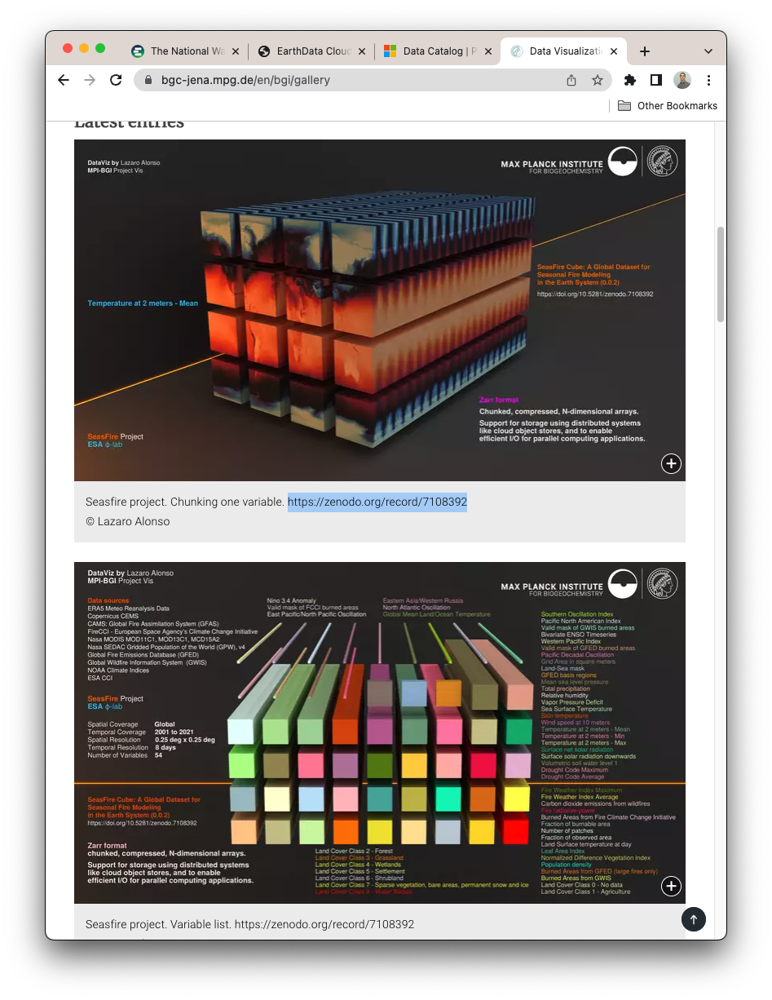 The National Wa
EarthData Cloud
Data Catalog | P
Data Visualizati
bgc-jena.mpg.de/en/bgi/gallery
Other Bookmarks
Latest entries
DataViz by Lazaro Alonso
MPI-BGI Project Vis
MAX PLANCK INSTITUTE
FOR BIOGEOCHEMISTRY
SeasFire Cube: A Global Dataset for
Seasonal Fire Modeling
in the Earth System (0.0.2)
https://doi.org/10.5281/zenodo.7108392
Temperature at 2 meters - Mean
Zarr format
Chunked, compressed, N-dimensional arrays.
Support for storage using distributed systems
like cloud object stores, and to enable
efficient I/O for parallel computing applications.
SeasFire Project
ESA ϕ-lab
Seasfire project. Chunking one variable. https://zenodo.org/record/7108392
© Lazaro Alonso
DataViz by Lazaro Alonso
MPI-BGI Project Vis
MAX PLANCK INSTITUTE
FOR BIOGEOCHEMISTRY
Data sources
ERA5 Meteo Reanalysis Data
Copernicus CEMS
CAMS: Global Fire Assimilation System (GFAS)
FireCCI - European Space Agency's Climate Change Initiative
Nasa MODIS MOD11C1, MOD13C1, MCD15A2
Nasa SEDAC Gridded Population of the World (GPW), v4
Global Fire Emissions Database (GFED)
Global Wildfire Information System (GWIS)
NOAA Climate Indices
ESA CCI
Nino 3.4 Anomaly
Valid mask of FCCI burned areas
East Pacific/North Pacific Oscillation
Eastern Asia/Western Russia
North Atlantic Oscillation
Global Mean Land/Ocean Temperature
Southern Oscillation Index
Pacific North American Index
Valid mask of GWIS burned areas
Bivariate ENSO Timeseries
Western Pacific Index
Valid mask of GFED burned areas
Pacific Decadal Oscillation
Grid Area in square meters
Land-Sea mask
GFED basis regions
Mean sea level pressure
Total precipitation
Relative humidity
Vapor Pressure Deficit
Sea Surface Temperature
Skin temperature
Wind speed at 10 meters
Temperature at 2 meters - Mean
Temperature at 2 meters - Min
Temperature at 2 meters - Max
Surface net solar radiation
Surface solar radiation downwards
Volumetric soil water level 1
Drought Code Maximum
Drought Code Average
Fire Weather Index Maximum
Fire Weather Index Average
Carbon dioxide emissions from wildfires
Fire radiative power
Burned Areas from Fire Climate Change Initiative
Fraction of burnable area
Number of patches
Fraction of observed area
Land Surface temperature at day
Leaf Area Index
Normalized Difference Vegetation Index
Population density
Burned Areas from GFED (large fires only)
Burned Areas from GWIS
Land Cover Class 0 - No data
Land Cover Class 1 - Agriculture
SeasFire Project
ESA ϕ-lab
Spatial Coverage Global
Temporal Coverage 2001 to 2021
Spatial Resolution 0.25 deg x 0.25 deg
Temporal Resolution 8 days
Number of Variables 54
SeasFire Cube: A Global Dataset for
Seasonal Fire Modeling
in the Earth System (0.0.2)
https://doi.org/10.5281/zenodo.7108392
Zarr format
chunked, compressed, N-dimensional arrays.
Support for storage using distributed systems
like cloud object stores, and to enable
efficient I/O for parallel computing applications.
Land Cover Class 2 - Forest
Land Cover Class 3 - Grassland
Land Cover Class 4 - Wetlands
Land Cover Class 5 - Settlement
Land Cover Class 6 - Shrubland
Land Cover Class 7 - Sparse vegetation, bare areas, permanent snow and ice
Land Cover Class 8 - Water Bodies
Seasfire project. Variable list. https://zenodo.org/record/7108392